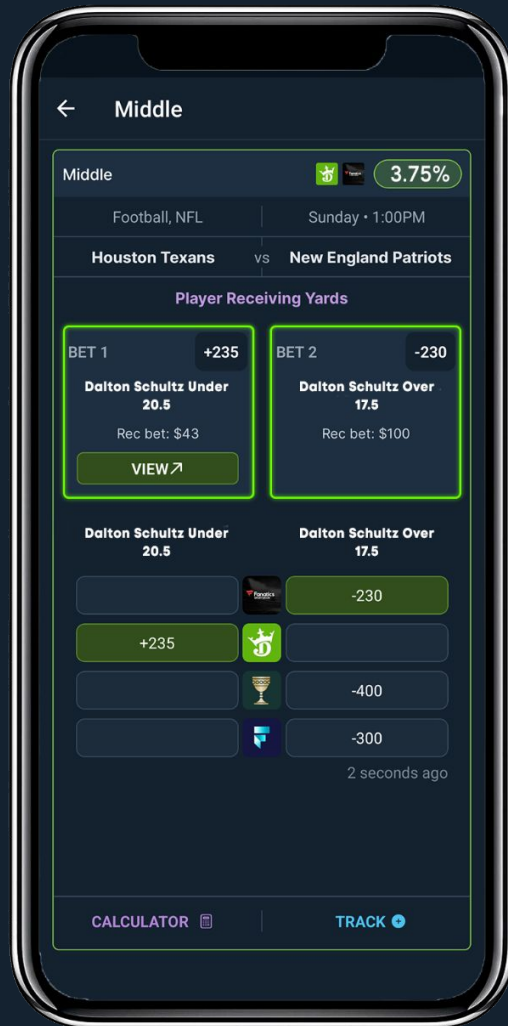 Middle
Middle
3.75%
Football, NFL
Sunday • 1:00PM
Houston Texans vs New England Patriots
Player Receiving Yards
BET 1 +235
Dalton Schultz Under
20.5
Rec bet: $43
VIEW
BET 2 -230
Dalton Schultz Over
17.5
Rec bet: $100
Dalton Schultz Under
20.5
Dalton Schultz Over
17.5
Fanatics
-230
+235
-400
-300
2 seconds ago
CALCULATOR
TRACK